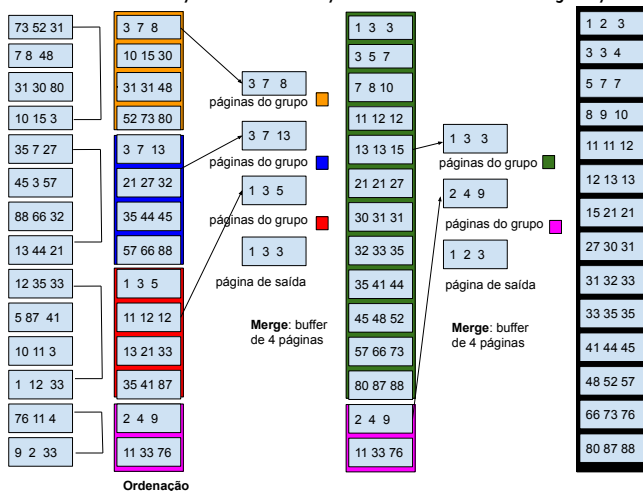 73 52 31
7 8 48
31 30 80
10 15 3
35 7 27
45 3 57
88 66 32
13 44 21
12 35 33
5 87 41
10 11 3
1 12 33
76 11 4
9 2 33
3 7 8
10 15 30
31 31 48
52 73 80
3 7 13
21 27 32
35 44 45
57 66 88
1 3 5
11 12 12
13 21 33
35 41 87
2 4 9
11 33 76
Ordenação
3 7 8
páginas do grupo
3 7 13
páginas do grupo
1 3 5
páginas do grupo
1 3 3
página de saída
Merge: buffer
de 4 páginas
1 3 3
3 5 7
7 8 10
11 12 12
13 13 15
21 21 27
30 31 31
32 33 35
35 41 44
45 48 52
57 66 73
80 87 88
2 4 9
11 33 76
1 3 3
páginas do grupo
2 4 9
páginas do grupo
1 2 3
página de saída
Merge: buffer
de 4 páginas
1 2 3
3 3 4
5 7 7
8 9 10
11 11 12
12 13 13
15 21 21
27 30 31
31 32 33
33 35 35
41 44 45
48 52 57
66 73 76
80 87 88